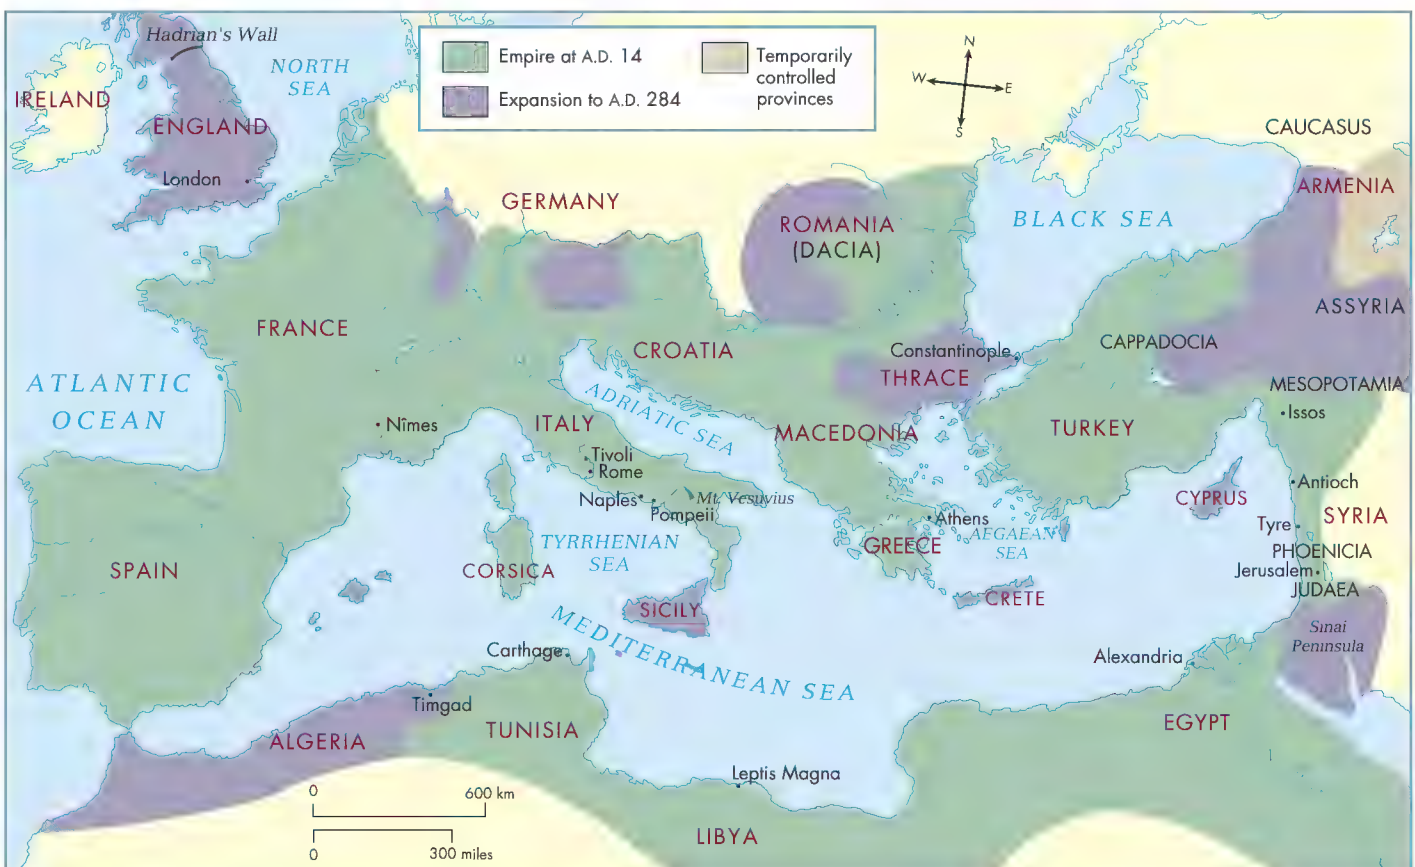 Hadrian's Wall
NORTH
SEA
IRELAND
ENGLAND
London
Empire at A.D. 14
Expansion to A.D. 284
Temporarily
controlled
provinces
N
W
E
S
CAUCASUS
ARMENIA
GERMANY
ROMANIA
(DACIA)
BLACK SEA
ASSYRIA
FRANCE
CROATIA
Constantinople
THRACE
CAPPADOCIA
MESOPOTAMIA
Issos
ATLANTIC
OCEAN
Nîmes
ITALY
ADRIATIC SEA
MACEDONIA
TURKEY
Tivoli
Rome
Naples
Mt. Vesuvius
Pompeii
CYPRUS
Antioch
SYRIA
Tyre
PHOENICIA
Jerusalem
JUDAEA
Athens
AEGAEAN
SEA
GREECE
CRETE
TYRRHENIAN
SEA
CORSICA
SPAIN
SICILY
MEDITERRANEAN SEA
Carthage
Alexandria
Sinai
Peninsula
Timgad
ALGERIA
TUNISIA
EGYPT
Leptis Magna
LIBYA
0
600 km
0
300 miles